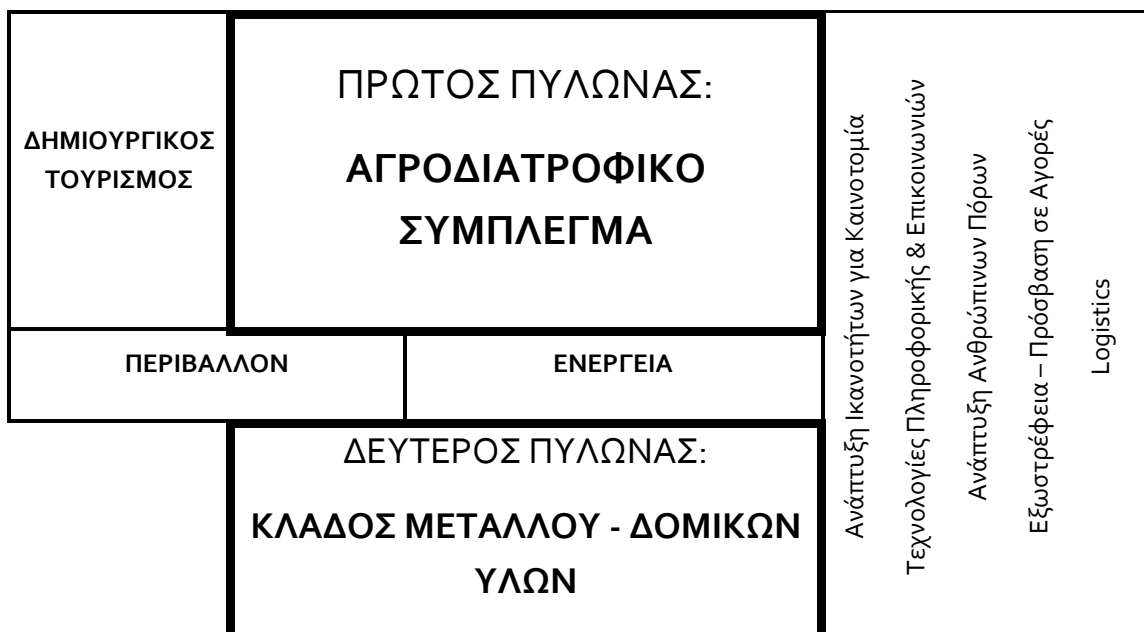 ΔΗΜΙΟΥΡΓΙΚΟΣ
ΤΟΥΡΙΣΜΟΣ
ΠΡΩΤΟΣ ΠΥΛΩΝΑΣ:
ΑΓΡΟΔΙΑΤΡΟΦΙΚΟ
ΣΥΜΠΛΕΓΜΑ
ΠΕΡΙΒΑΛΛΟΝ
ΕΝΕΡΓΕΙΑ
ΔΕΥΤΕΡΟΣ ΠΥΛΩΝΑΣ:
ΚΛΑΔΟΣ ΜΕΤΑΛΛΟΥ - ΔΟΜΙΚΩΝ
ΥΛΩΝ
Ανάπτυξη Ικανοτήτων για Καινοτομία
Τεχνολογίες Πληροφορικής & Επικοινωνιών
Ανάπτυξη Ανθρώπινων Πόρων
Εξωστρέφεια – Πρόσβαση σε Αγορές
Logistics